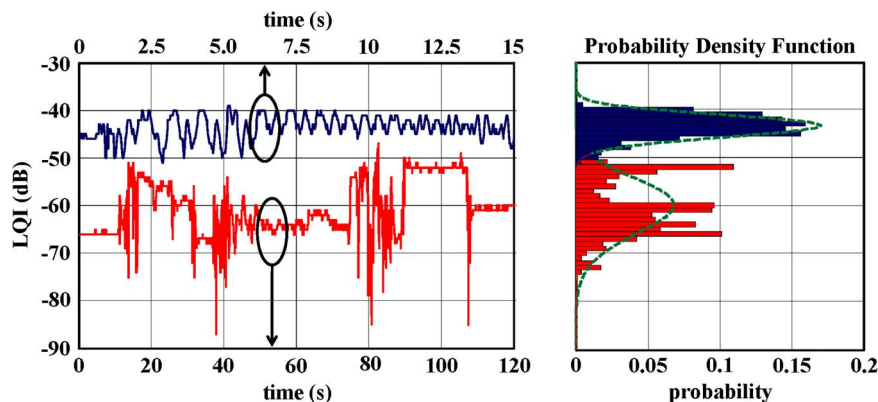 time (s)
0 2.5 5.0 7.5 10 12.5 15
Probability Density Function
-30
-40
-50
-60
-70
-80
-90
LQI (dB)
0 20 40 60 80 100 120
time (s)
0 0.05 0.1 0.15 0.2
probability